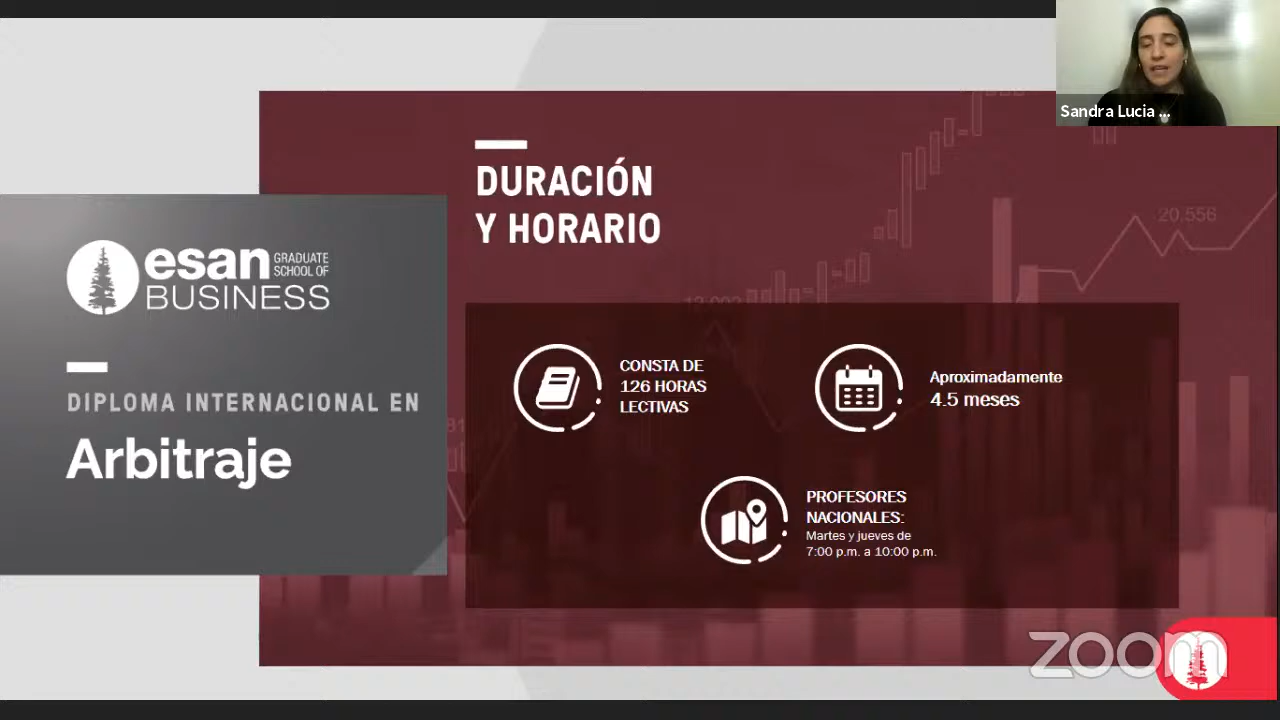 Sandra Lucia ...
DURACIÓN
Y HORARIO
20.556
esan
GRADUATE
SCHOOL OF
BUSINESS
DIPLOMA INTERNACIONAL EN
Arbitraje
CONSTA DE
126 HORAS
LECTIVAS
Aproximadamente
4.5 meses
PROFESORES
NACIONALES:
Martes y jueves de
7:00 p.m. a 10:00 p.m.
zoom